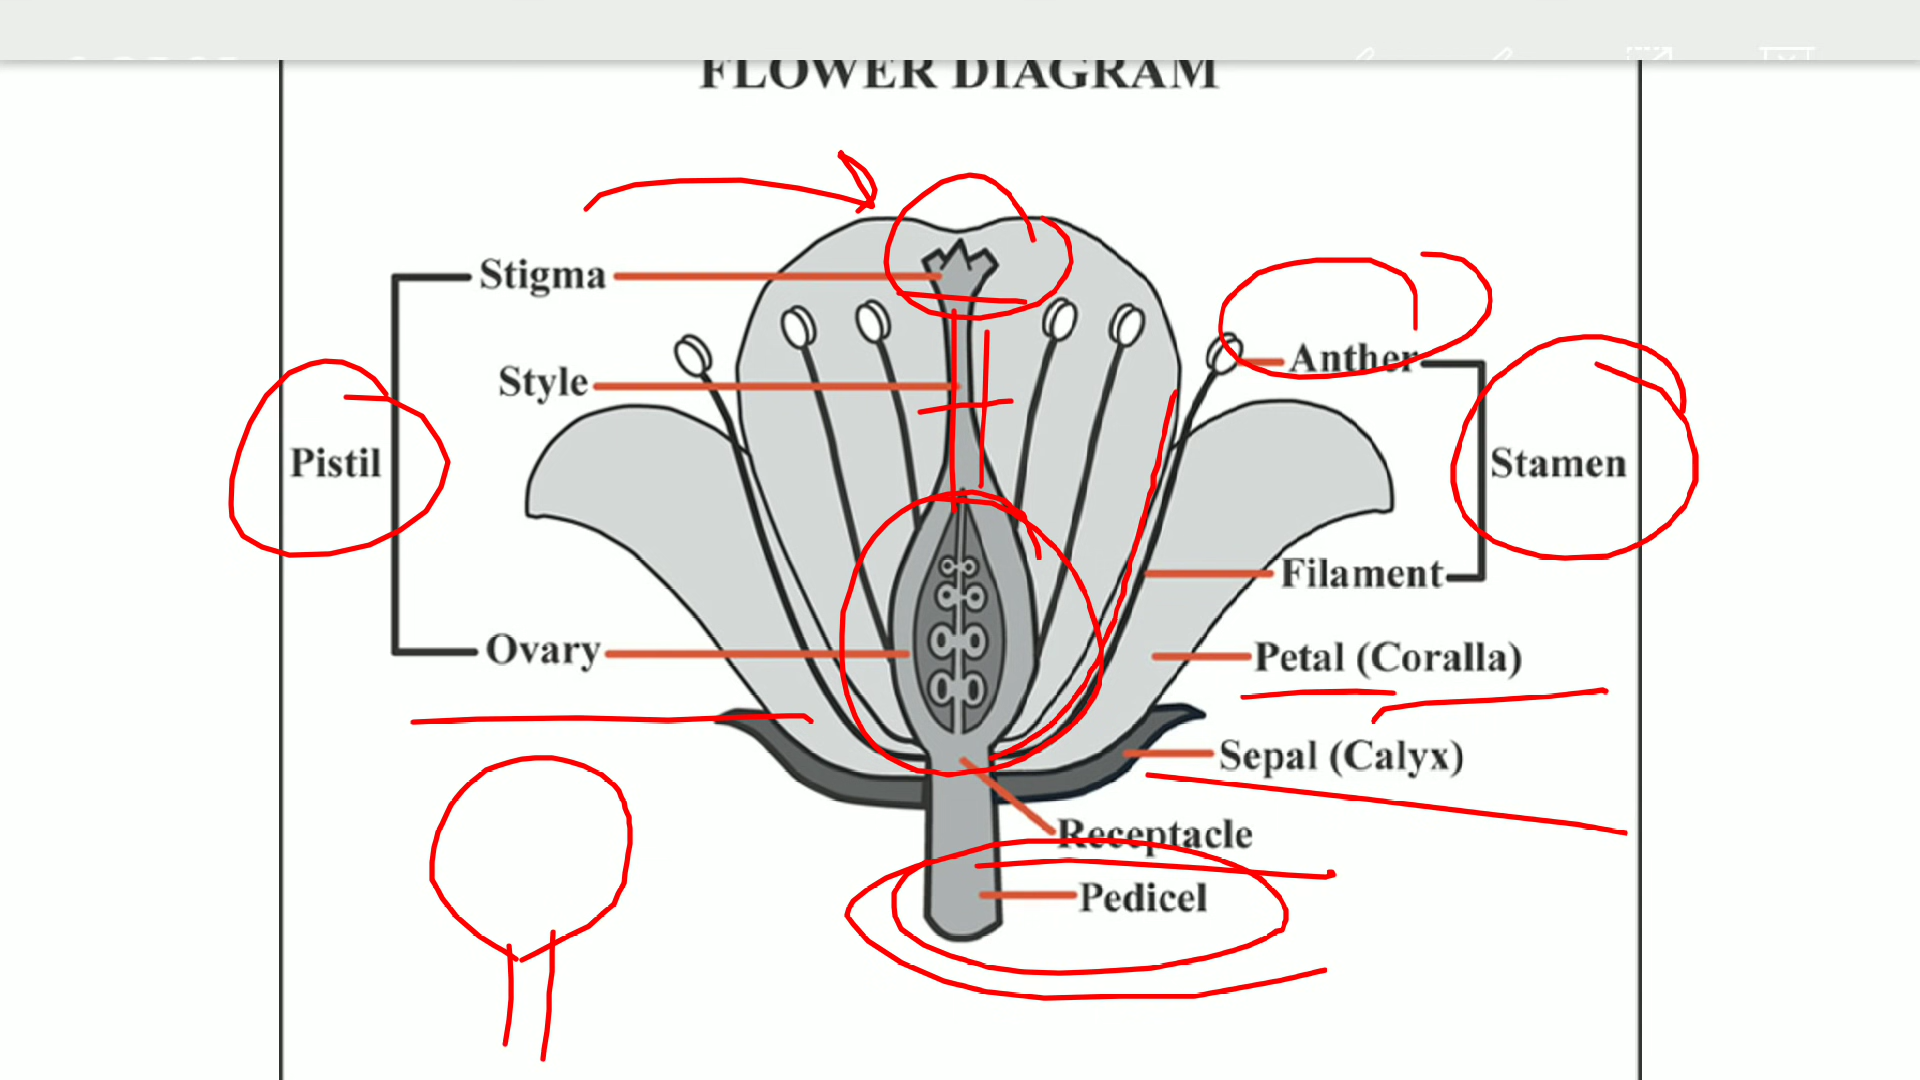 FLOWER DIAGRAM
Stigma
Style
Anther
Pistil
Stamen
Filament
Ovary
Petal (Coralla)
Sepal (Calyx)
Receptacle
Pedicel